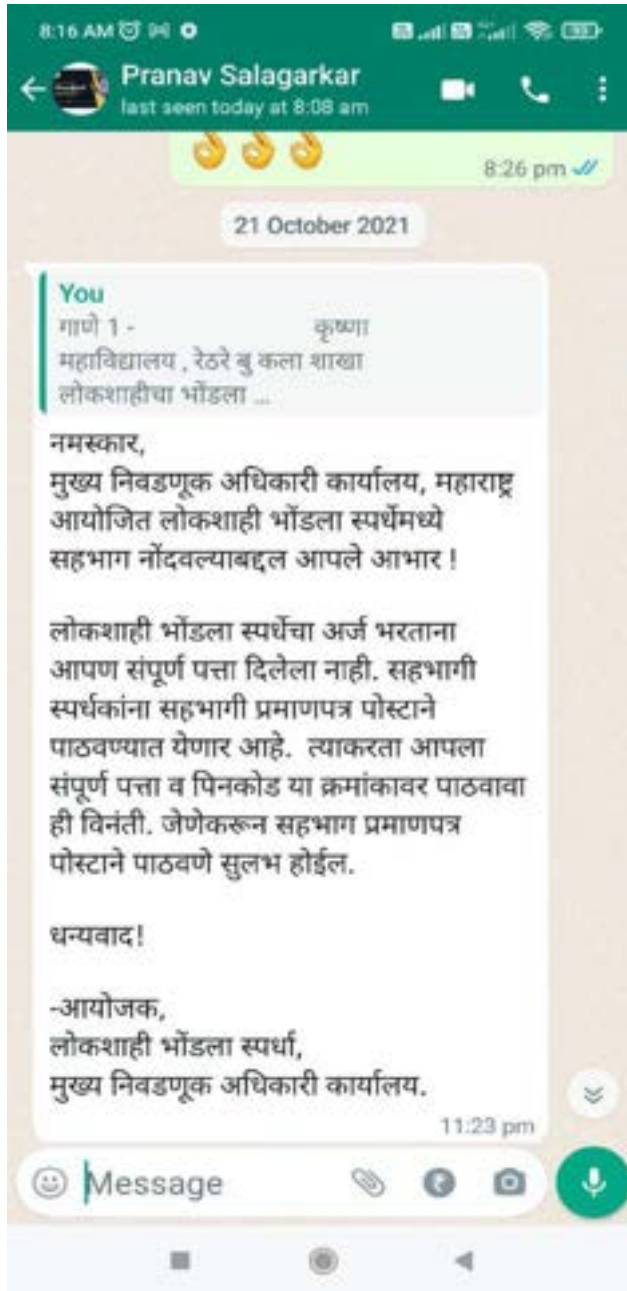 8:16 AM
Pranav Salagarkar
last seen today at 8:08 am
8:26 pm
21 October 2021
You
गाणे 1 - कृष्णा
महाविद्यालय , रेठरे बु कला शाखा
लोकशाहीचा भोंडला ...
नमस्कार,
मुख्य निवडणूक अधिकारी कार्यालय, महाराष्ट्र
आयोजित लोकशाही भोंडला स्पर्धेमध्ये
सहभाग नोंदवल्याबद्दल आपले आभार !
लोकशाही भोंडला स्पर्धेचा अर्ज भरताना
आपण संपूर्ण पत्ता दिलेला नाही. सहभागी
स्पर्धकांना सहभागी प्रमाणपत्र पोस्टाने
पाठवण्यात येणार आहे. त्याकरता आपला
संपूर्ण पत्ता व पिनकोड या क्रमांकावर पाठवावा
ही विनंती. जेणेकरून सहभाग प्रमाणपत्र
पोस्टाने पाठवणे सुलभ होईल.
धन्यवाद!
-आयोजक,
लोकशाही भोंडला स्पर्धा,
मुख्य निवडणूक अधिकारी कार्यालय.
11:23 pm
Message